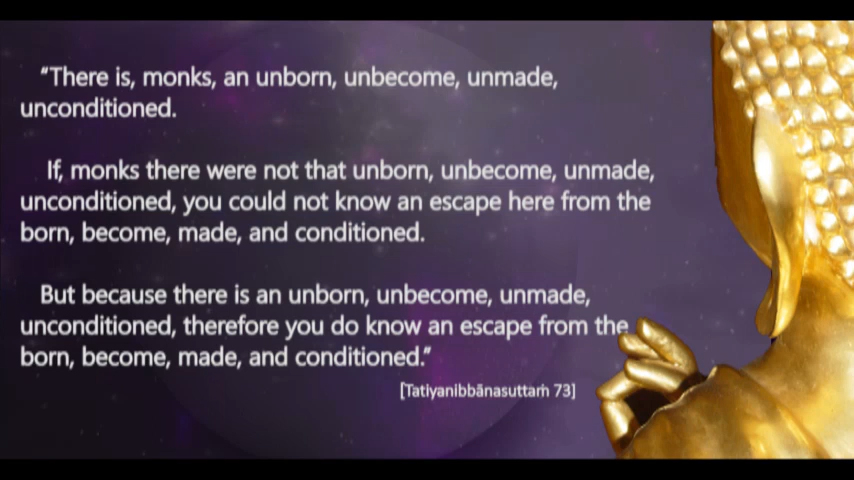 “There is, monks, an unborn, unbecome, unmade,
unconditioned.
If, monks there were not that unborn, unbecome, unmade,
unconditioned, you could not know an escape here from the
born, become, made, and conditioned.
But because there is an unborn, unbecome, unmade,
unconditioned, therefore you do know an escape from the
born, become, made, and conditioned.”
[Tatiyanibbānasuttaṁ 73]